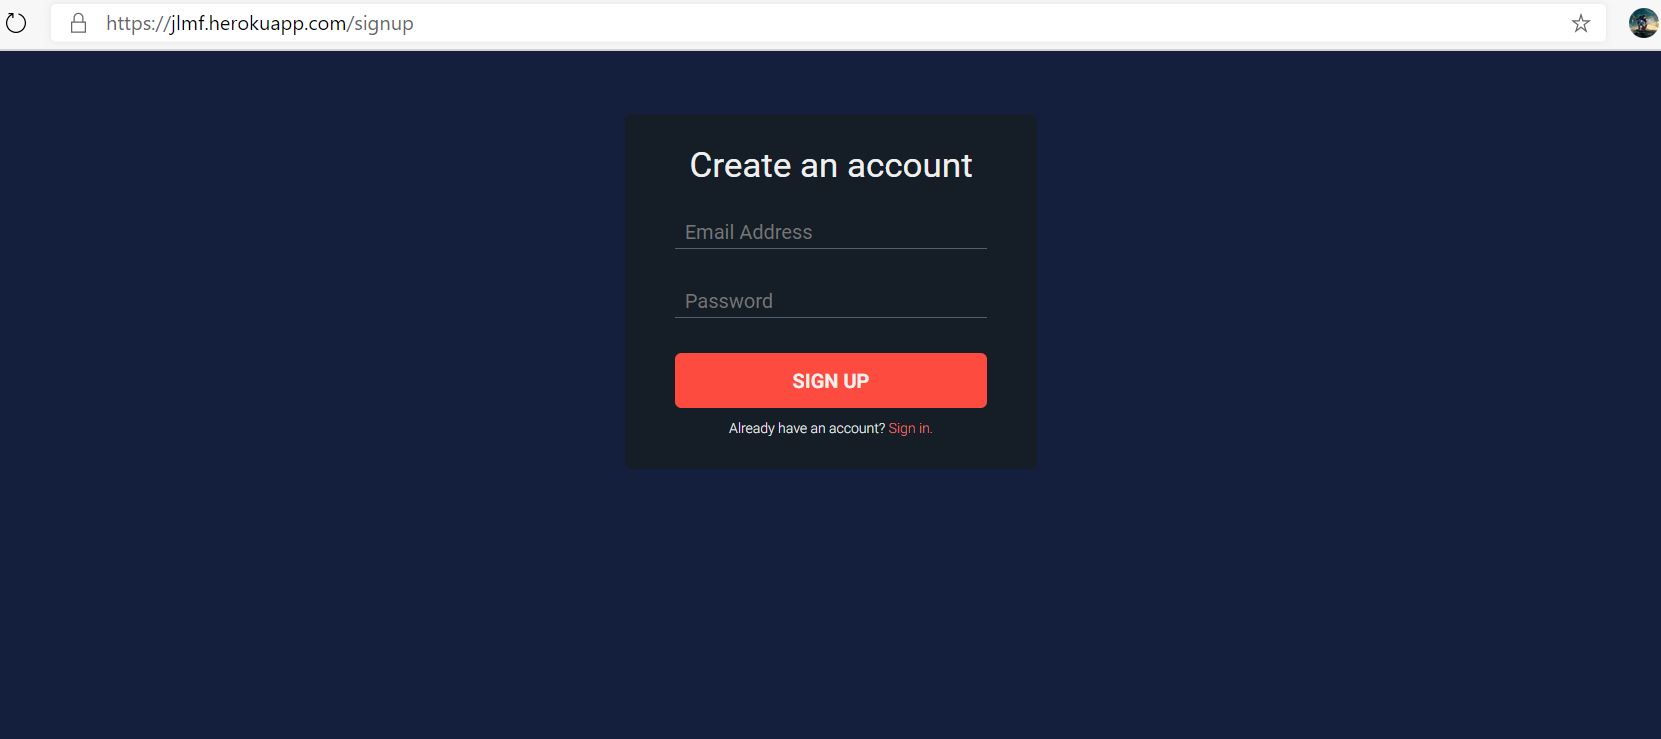 https://jlmf.herokuapp.com/signup
Create an account
Email Address
Password
SIGN UP
Already have an account? Sign in.